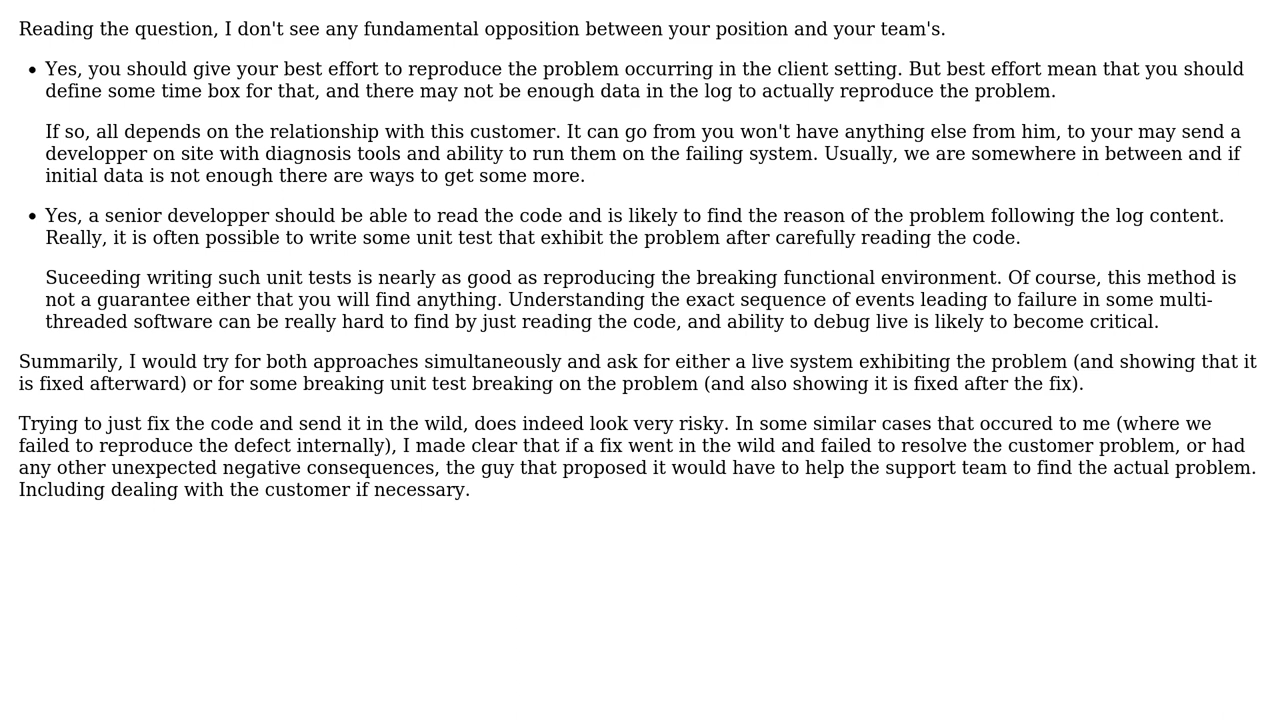 Reading the question, I don't see any fundamental opposition between your position and your team's.
• Yes, you should give your best effort to reproduce the problem occurring in the client setting. But best effort mean that you should
define some time box for that, and there may not be enough data in the log to actually reproduce the problem.
If so, all depends on the relationship with this customer. It can go from you won't have anything else from him, to your may send a
developper on site with diagnosis tools and ability to run them on the failing system. Usually, we are somewhere in between and if
initial data is not enough there are ways to get some more.
• Yes, a senior developper should be able to read the code and is likely to find the reason of the problem following the log content.
Really, it is often possible to write some unit test that exhibit the problem after carefully reading the code.
Suceeding writing such unit tests is nearly as good as reproducing the breaking functional environment. Of course, this method is
not a guarantee either that you will find anything. Understanding the exact sequence of events leading to failure in some multi-
threaded software can be really hard to find by just reading the code, and ability to debug live is likely to become critical.
Summarily, I would try for both approaches simultaneously and ask for either a live system exhibiting the problem (and showing that it
is fixed afterward) or for some breaking unit test breaking on the problem (and also showing it is fixed after the fix).
Trying to just fix the code and send it in the wild, does indeed look very risky. In some similar cases that occured to me (where we
failed to reproduce the defect internally), I made clear that if a fix went in the wild and failed to resolve the customer problem, or had
any other unexpected negative consequences, the guy that proposed it would have to help the support team to find the actual problem.
Including dealing with the customer if necessary.